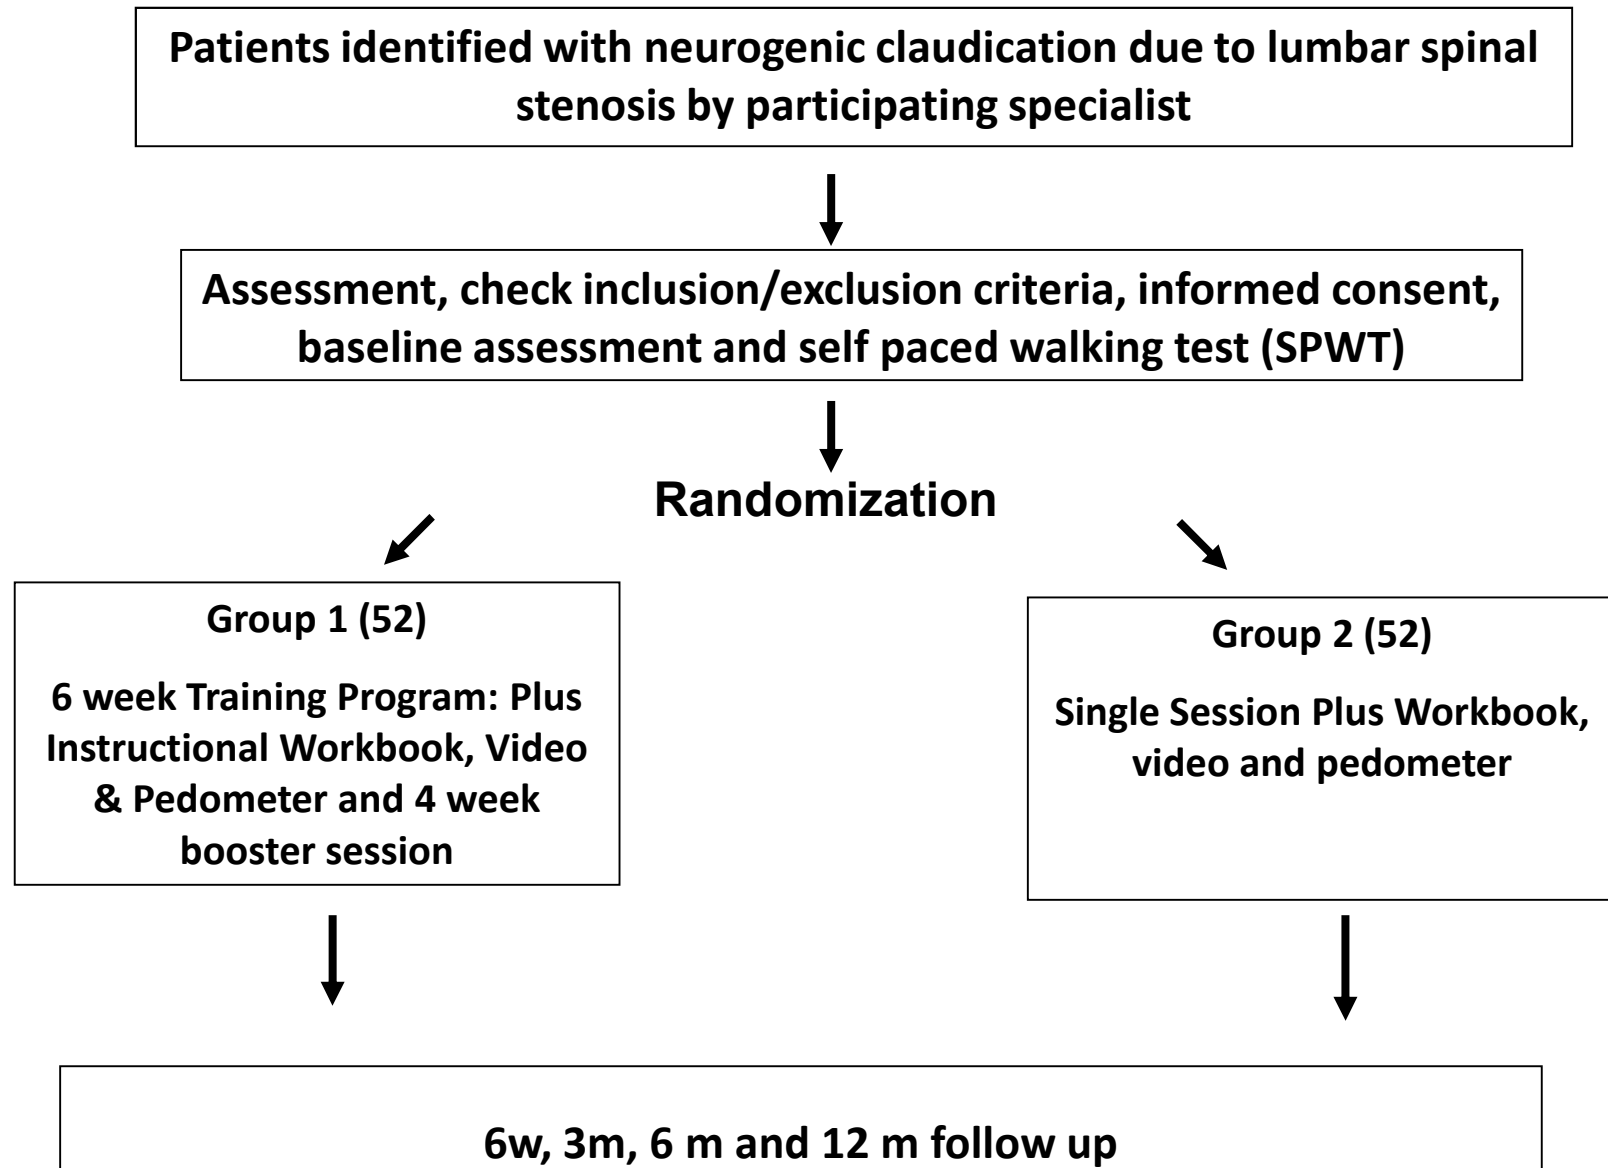 Patients identified with neurogenic claudication due to lumbar spinal
stenosis by participating specialist
Assessment, check inclusion/exclusion criteria, informed consent,
baseline assessment and self paced walking test (SPWT)
Randomization
Group 1 (52)
6 week Training Program: Plus
Instructional Workbook, Video
& Pedometer and 4 week
booster session
Group 2 (52)
Single Session Plus Workbook,
video and pedometer
6w, 3m, 6 m and 12 m follow up